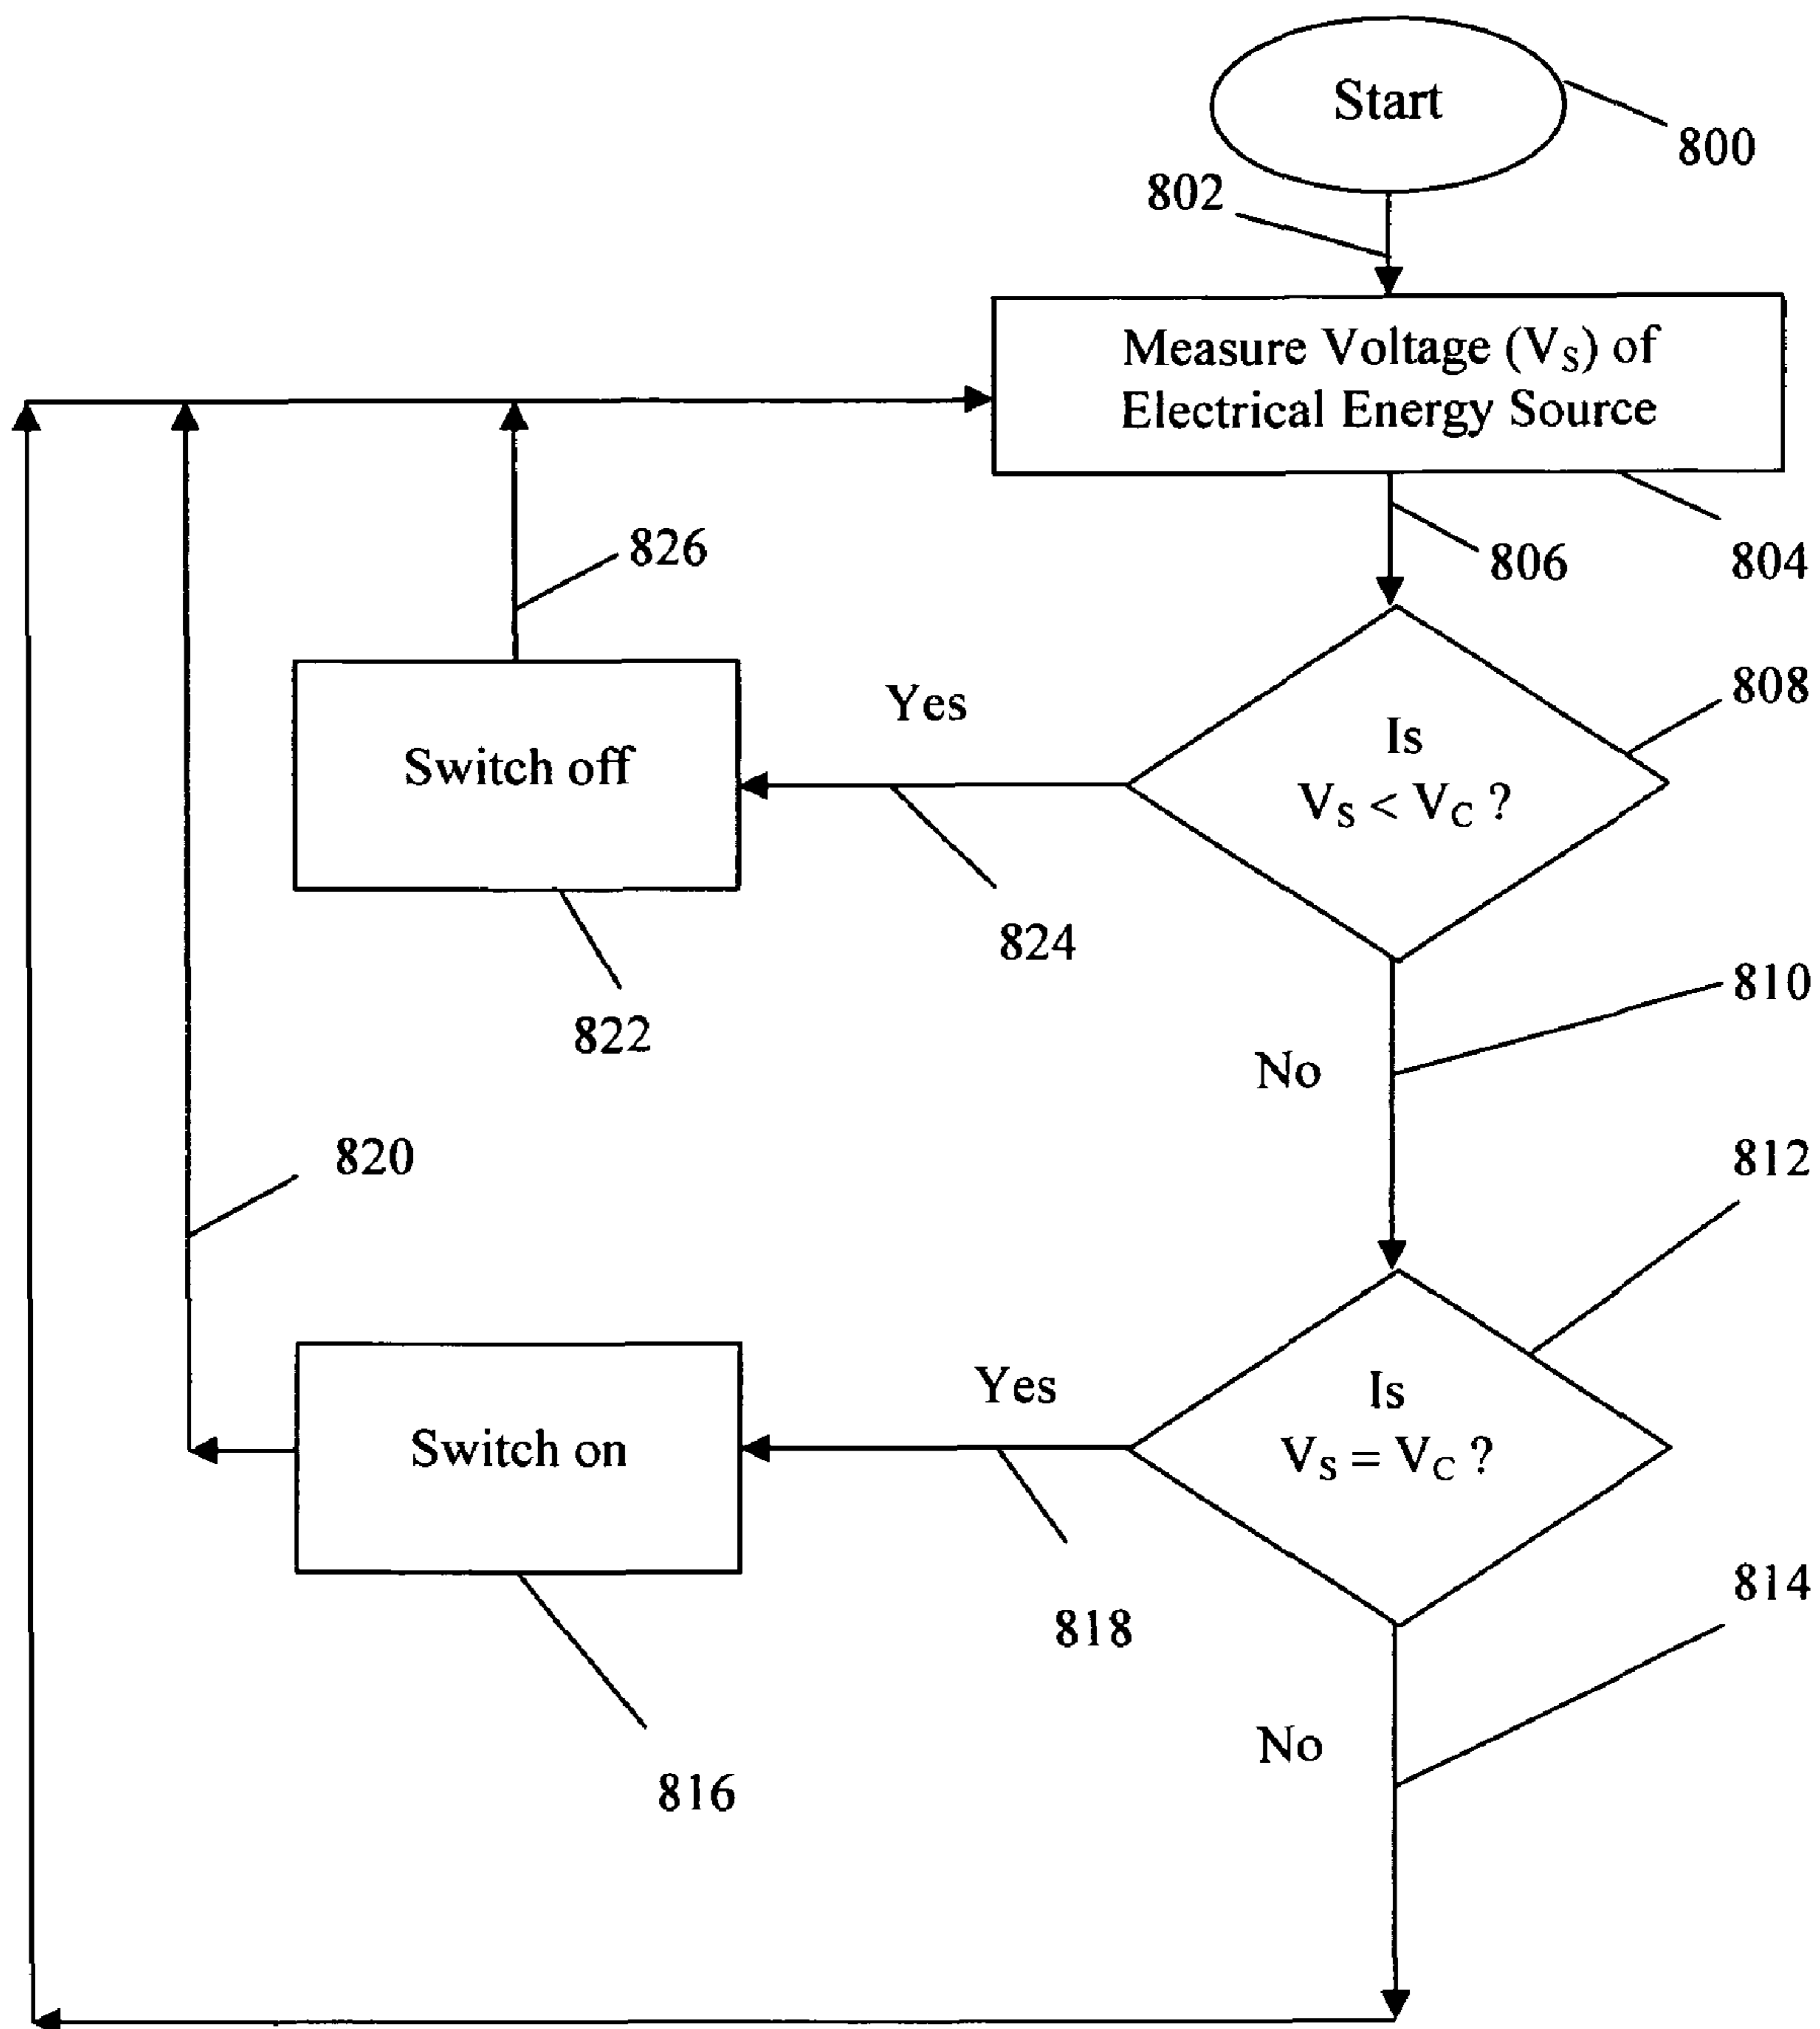 Start
800
802
Measure Voltage (VS) of
Electrical Energy Source
826
806
804
Yes
808
Switch off
Is
VS < VC ?
824
822
810
No
820
812
Yes
Is
Switch on
VS = VC ?
814
818
No
816